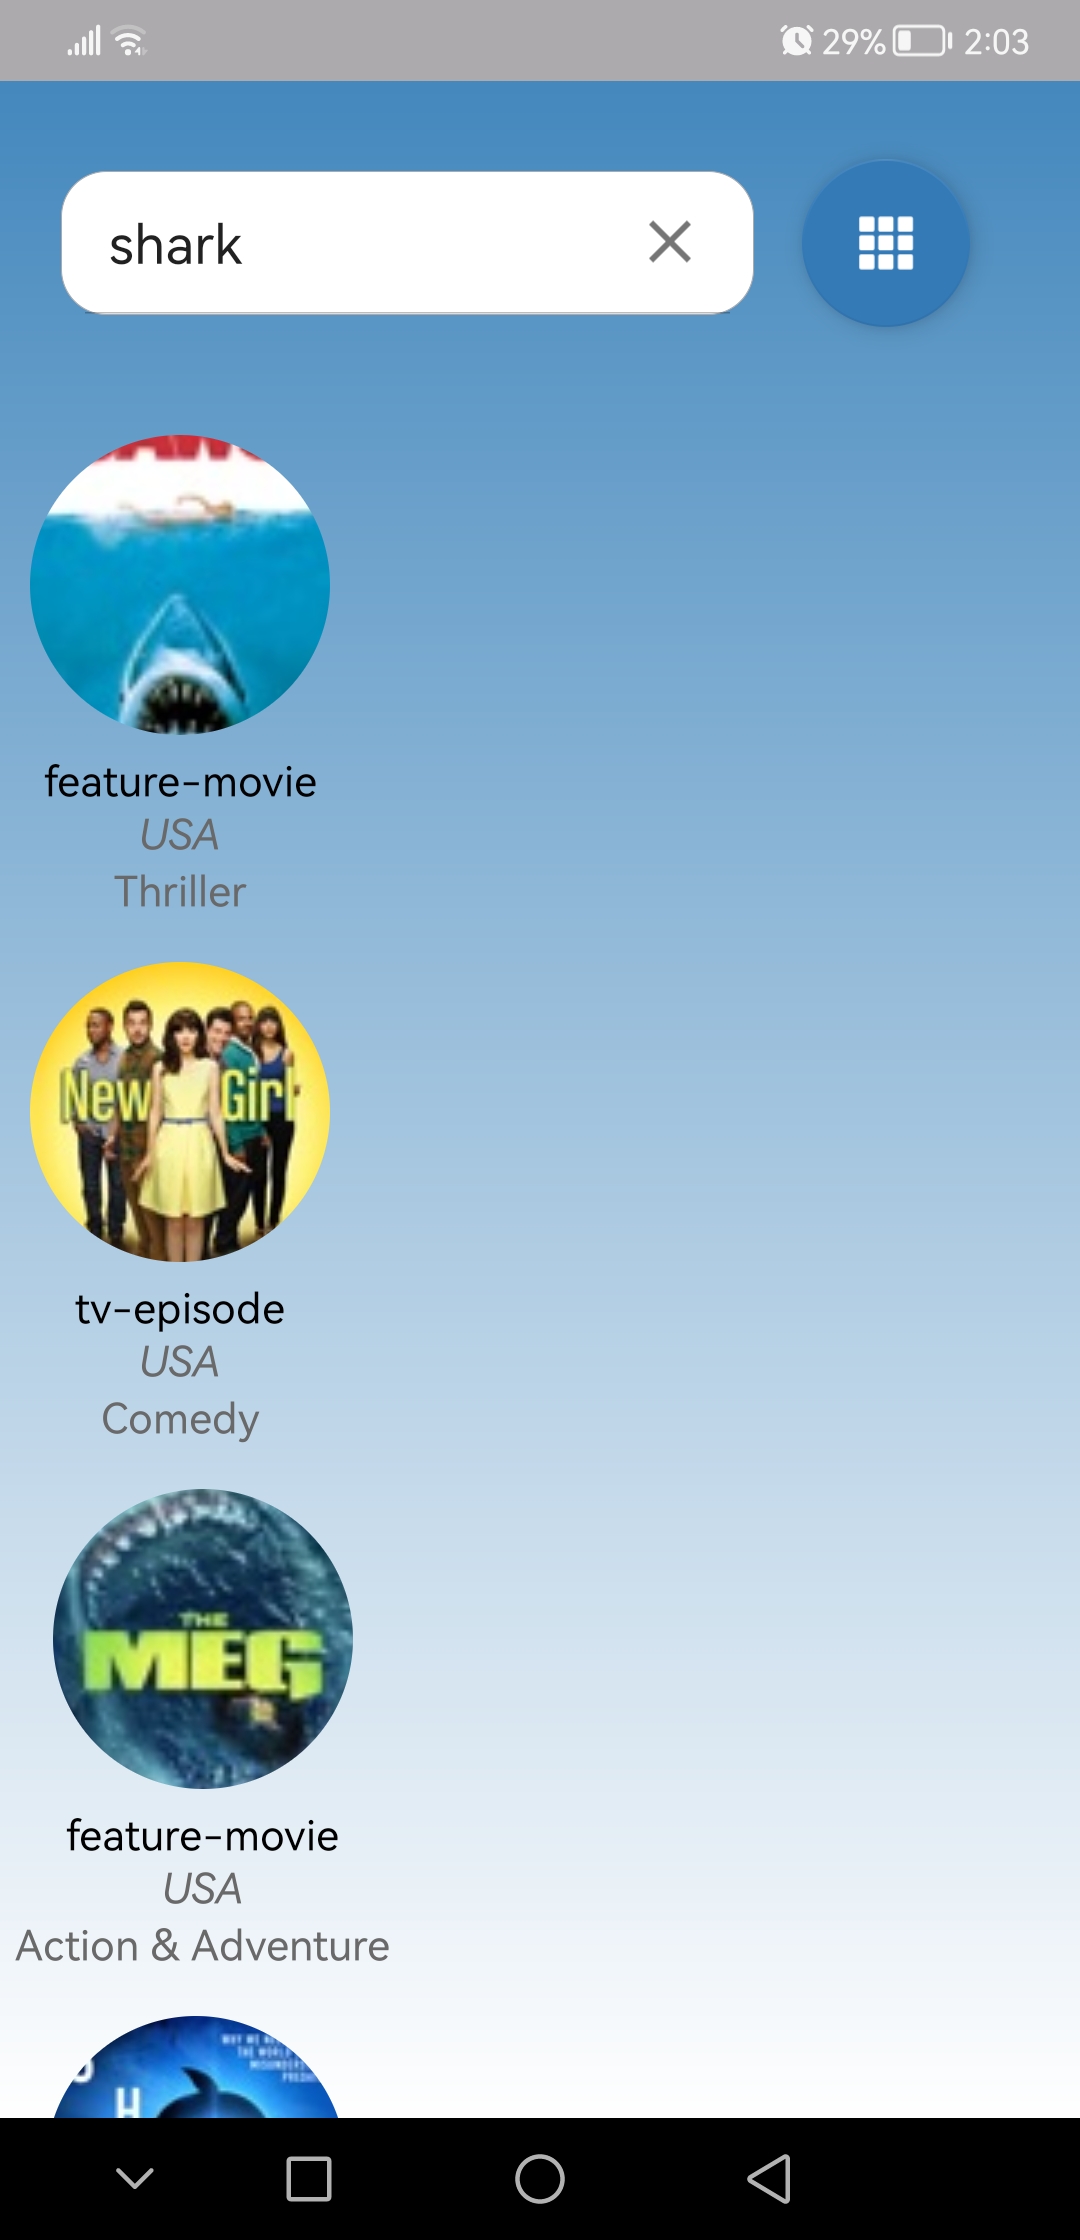 29% 2:03
shark
feature-movie
USA
Thriller
New Girl
tv-episode
USA
Comedy
THE
MEG
feature-movie
USA
Action & Adventure
H